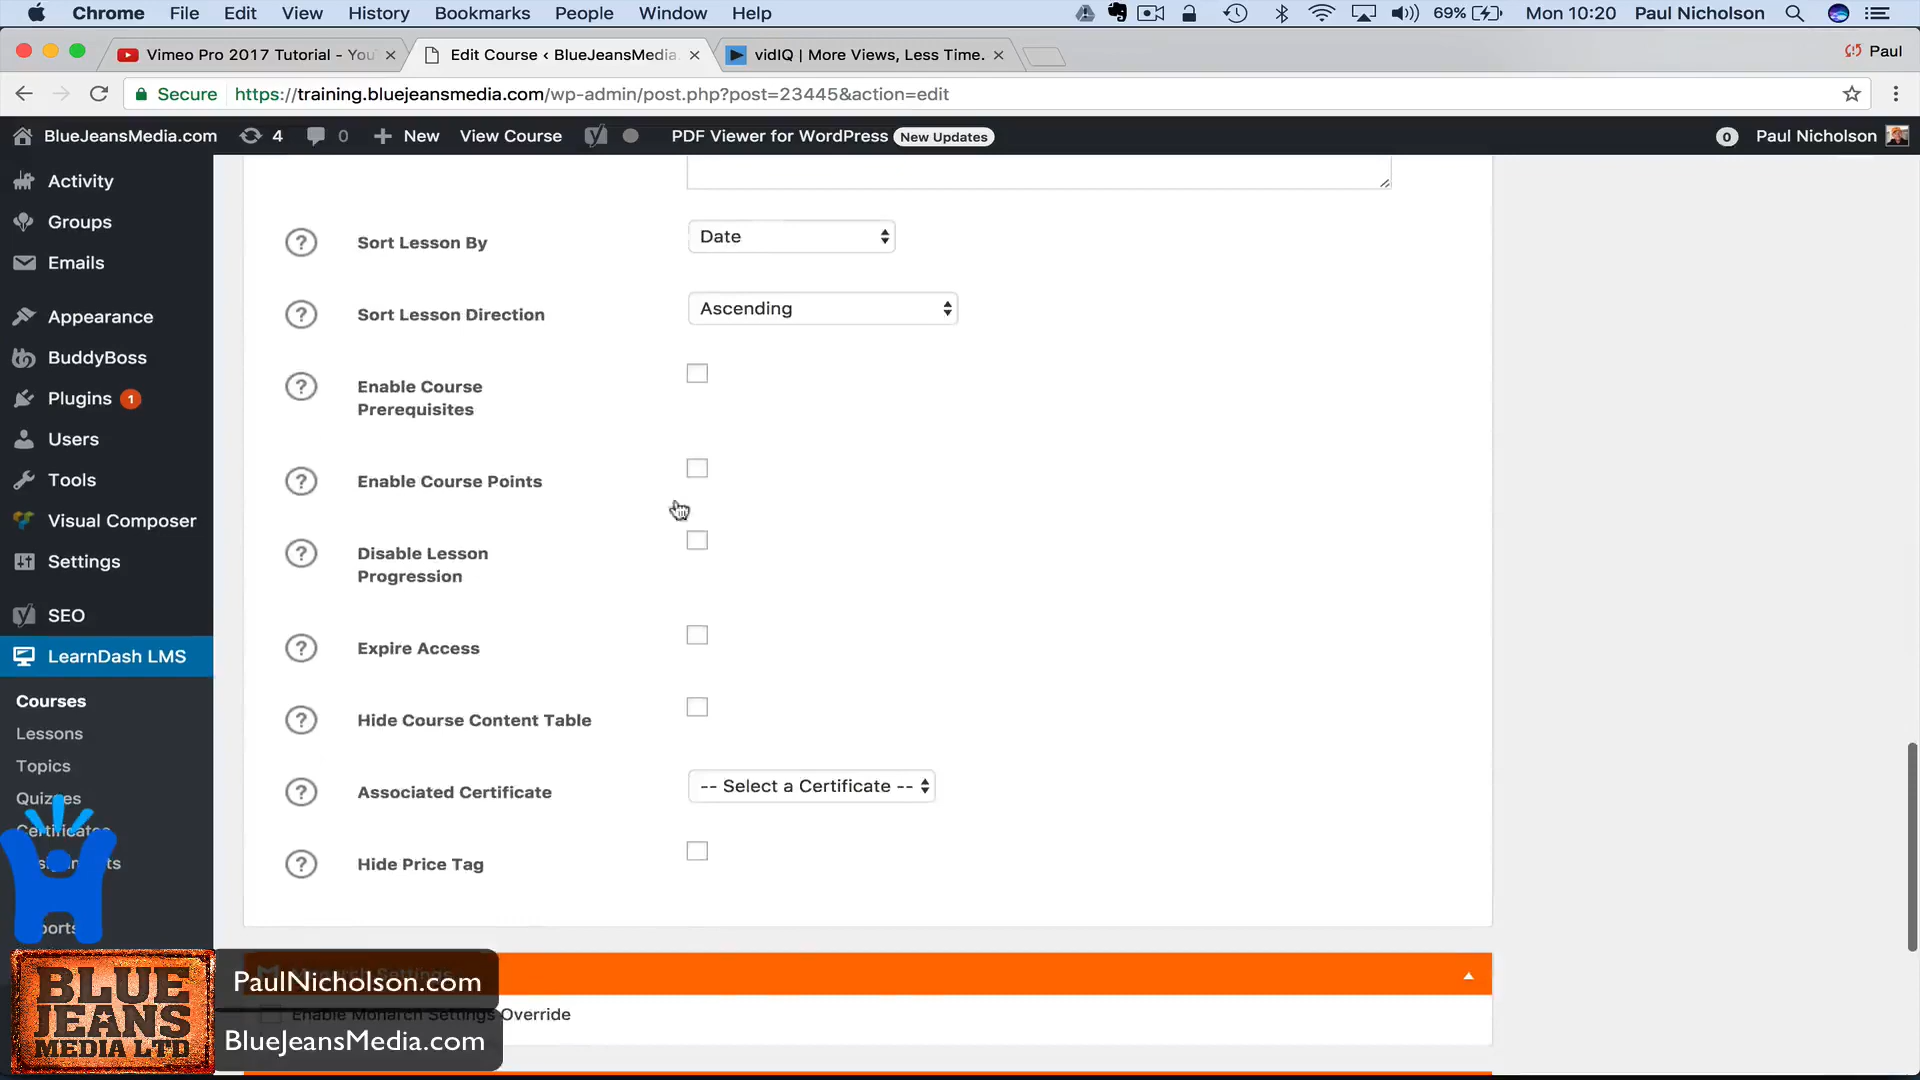 Chrome File Edit View History Bookmarks People Window Help 69% Mon 10:20 Paul Nicholson
Vimeo Pro 2017 Tutorial - You Edit Course ‹ BlueJeansMedia. vidIQ | More Views, Less Time. Paul
Secure https://training.bluejeansmedia.com/wp-admin/post.php?post=23445&action=edit
BlueJeansMedia.com 4 0 + New View Course PDF Viewer for WordPress New Updates 0 Paul Nicholson
Activity
Groups
Emails
Appearance
BuddyBoss
Plugins 1
Users
Tools
Visual Composer
Settings
SEO
LearnDash LMS
Courses
Lessons
Topics
Quizzes
Certificates
Sort Lesson By Date
Sort Lesson Direction Ascending
Enable Course
Prerequisites
Enable Course Points
Disable Lesson
Progression
Expire Access
Hide Course Content Table
Associated Certificate -- Select a Certificate --
Hide Price Tag
Enable Monarch Settings Override
BLUE
JEANS
MEDIA LTD
PaulNicholson.com
BlueJeansMedia.com